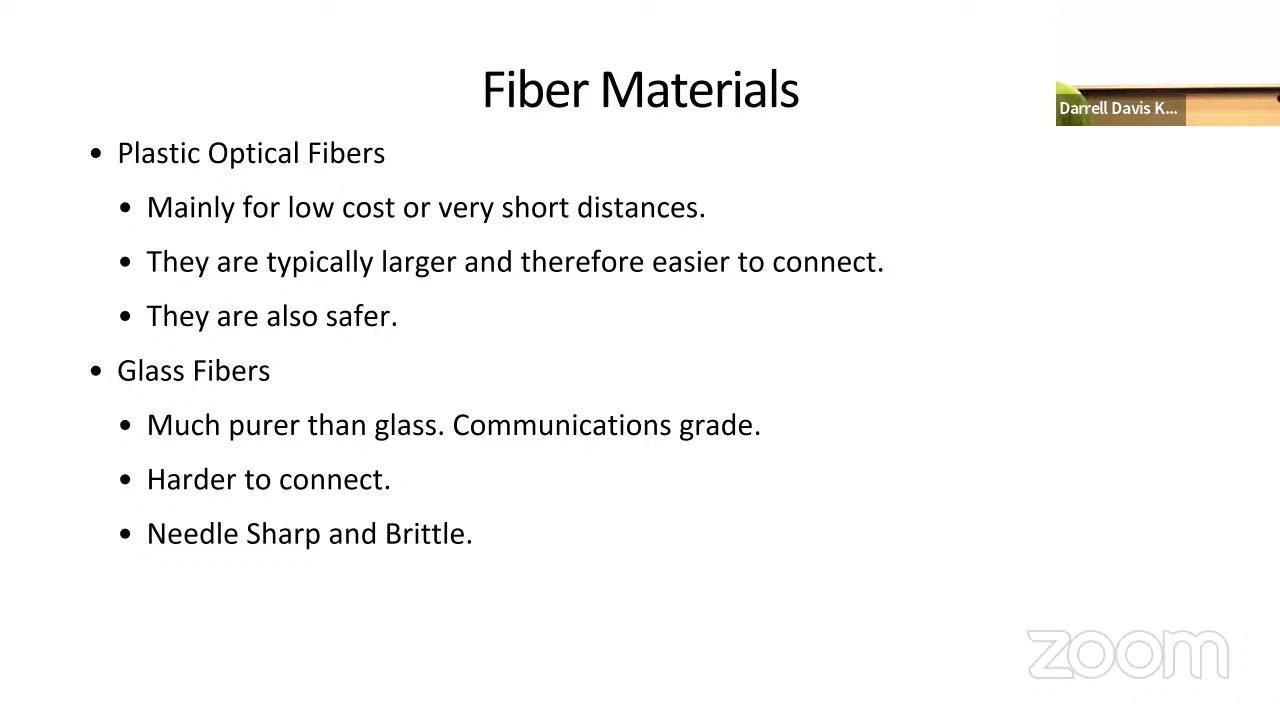 Fiber Materials
Darrell Davis K...
• Plastic Optical Fibers
• Mainly for low cost or very short distances.
• They are typically larger and therefore easier to connect.
• They are also safer.
• Glass Fibers
• Much purer than glass. Communications grade.
• Harder to connect.
• Needle Sharp and Brittle.
zoom